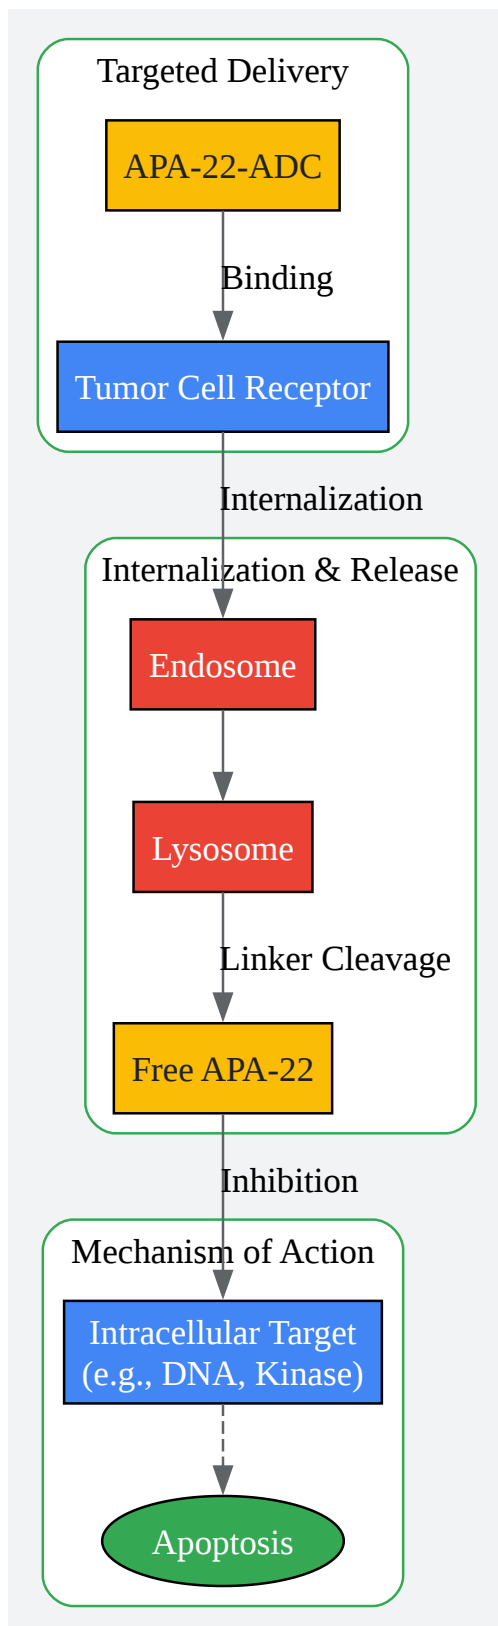 Targeted Delivery
APA-22-ADC
Binding
Tumor Cell Receptor
Internalization
Internalization & Release
Endosome
Lysosome
Linker Cleavage
Free APA-22
Inhibition
Mechanism of Action
Intracellular Target
(e.g., DNA, Kinase)
Apoptosis